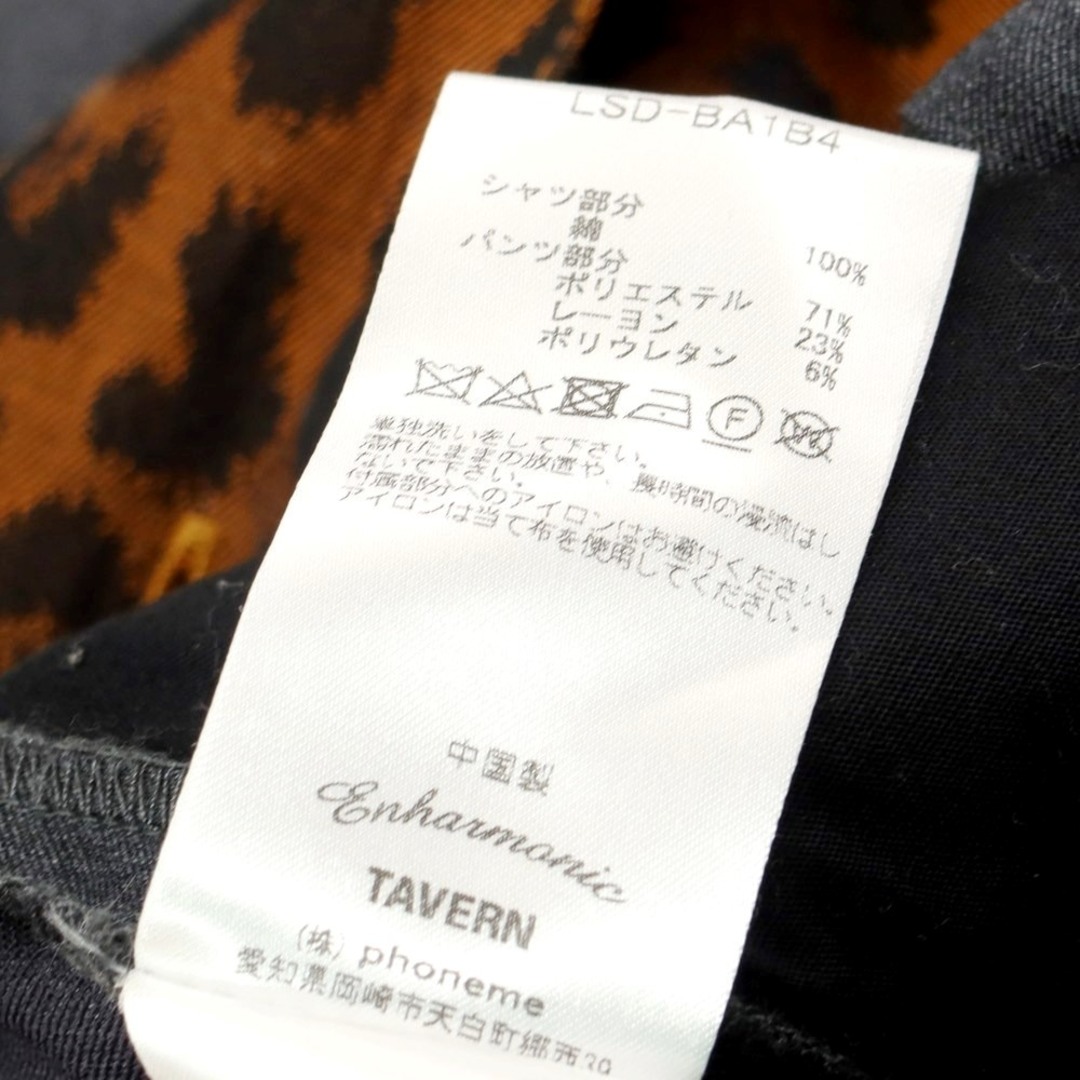 LSD-BA1B4
シャツ部分
綿 100%
パンツ部分
ポリエステル 71%
レーヨン 23%
ポリウレタン 6%
F
単独洗いをして下さい。
濡れたままの放置や、長時間の浸漬はし
ないで下さい。
付属部分へのアイロンはお避けください。
アイロンは当て布を使用してください。
中国製
Enharmonic
TAVERN
(株) phoneme
愛知県岡崎市天白町郷西